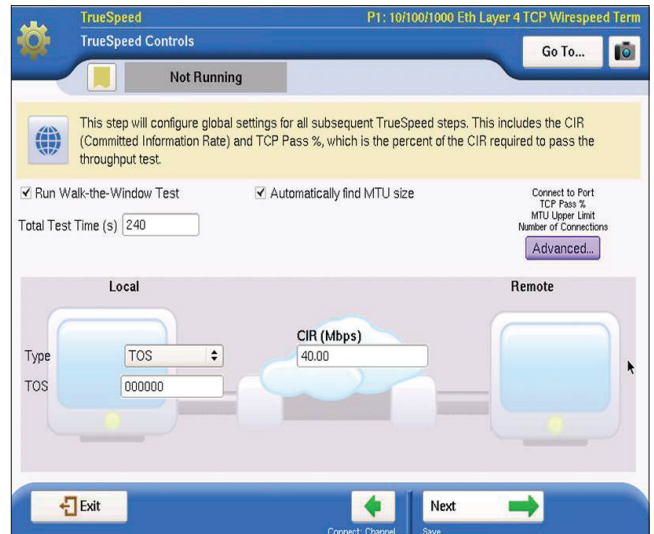 TrueSpeed
P1: 10/100/1000 Eth Layer 4 TCP Wirespeed Term
TrueSpeed Controls
Go To...
Not Running
This step will configure global settings for all subsequent TrueSpeed steps. This includes the CIR
(Committed Information Rate) and TCP Pass %, which is the percent of the CIR required to pass the
throughput test.
Run Walk-the-Window Test
Automatically find MTU size
Connect to Port
TCP Pass %
MTU Upper Limit
Number of Connections
Total Test Time (s) 240
Advanced...
Local
Remote
CIR (Mbps)
Type TOS
40.00
TOS 000000
Exit
Next
Connect: Channel
Save